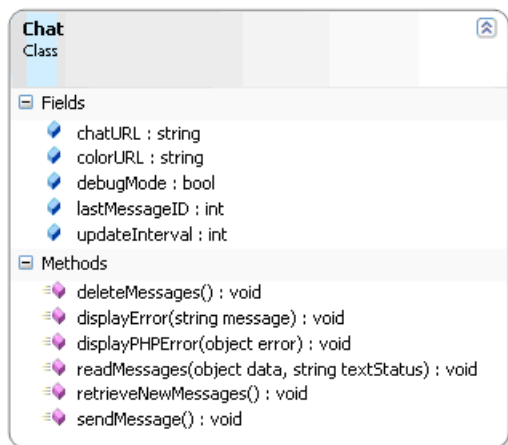 Chat
Class
Fields
chatURL : string
colorURL : string
debugMode : bool
lastMessageID : int
updateInterval : int
Methods
deleteMessages() : void
displayError(string message) : void
displayPHPError(object error) : void
readMessages(object data, string textStatus) : void
retrieveNewMessages() : void
sendMessage() : void